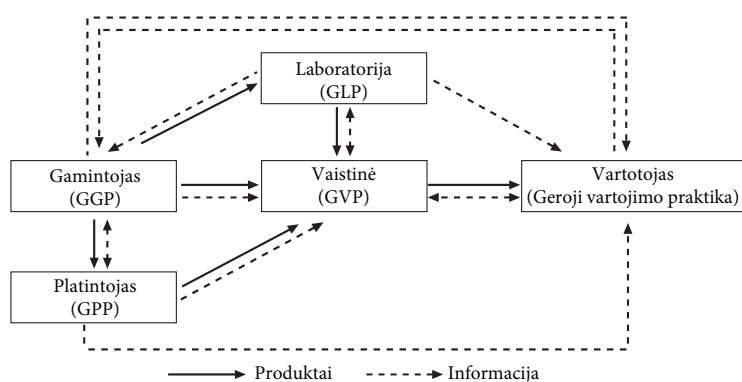 Laboratorija
(GLP)
Gamintojas
(GGP)
Vaistinė
(GVP)
Vartotojas
(Geroji vartojimo praktika)
Platintojas
(GPP)
Produktai
Informacija